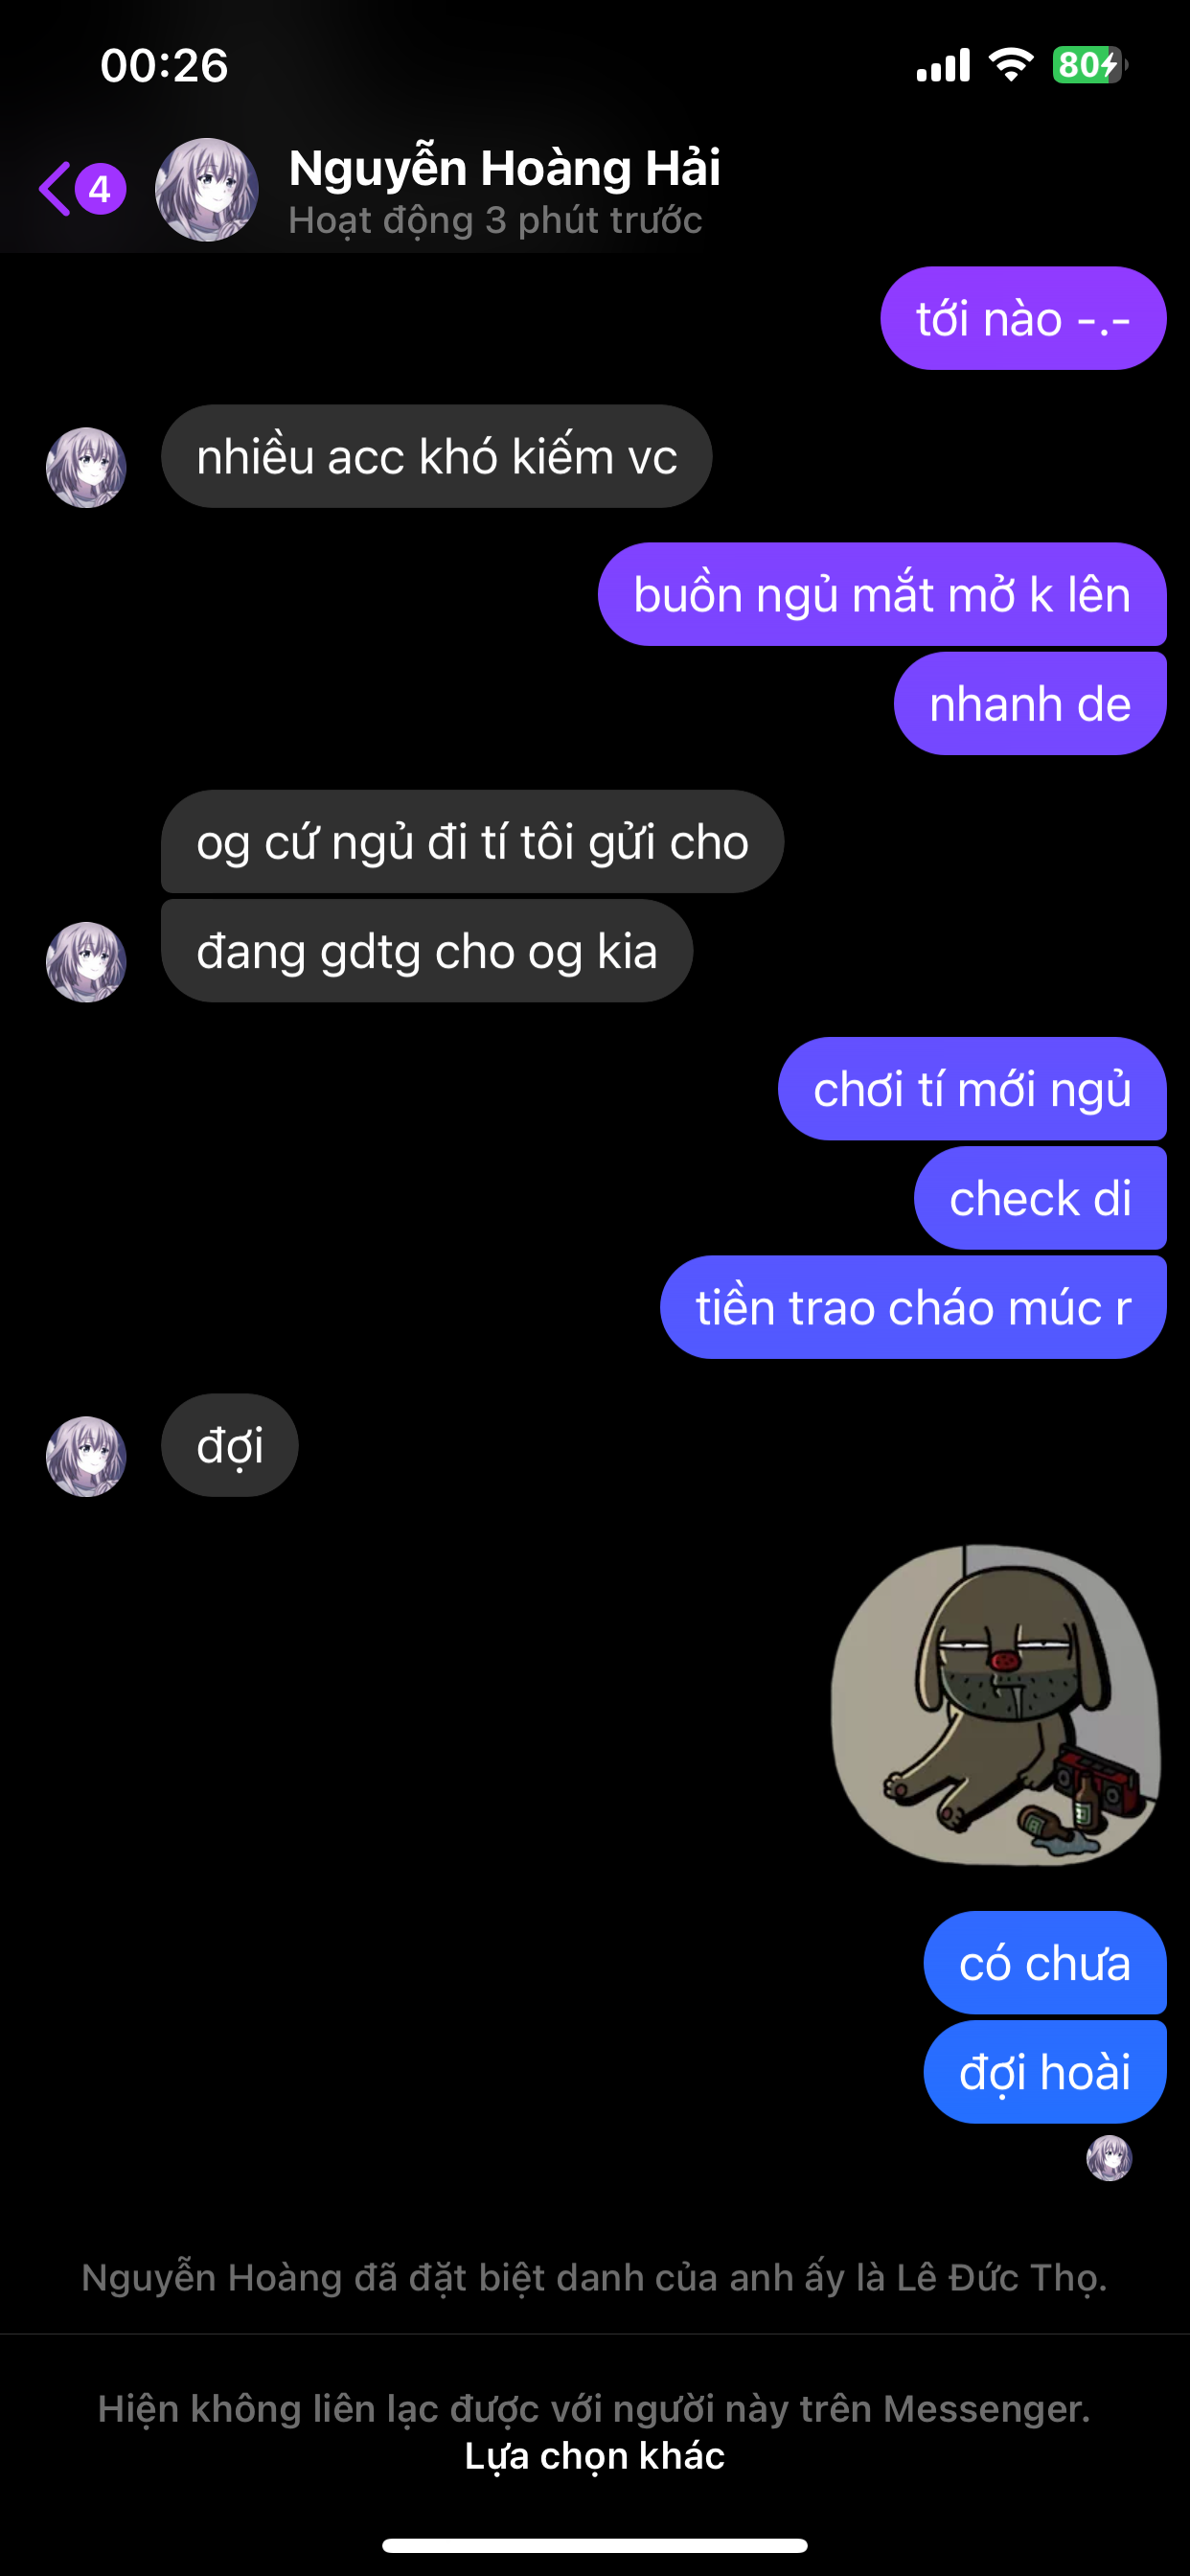 00:26
80
4
Nguyễn Hoàng Hải
Hoạt động 3 phút trước
tới nào -.-
nhiều acc khó kiếm vc
buồn ngủ mắt mở k lên
nhanh de
og cứ ngủ đi tí tôi gửi cho
đang gdtg cho og kia
chơi tí mới ngủ
check di
tiền trao cháo múc r
đợi
có chưa
đợi hoài
Nguyễn Hoàng đã đặt biệt danh của anh ấy là Lê Đức Thọ.
Hiện không liên lạc được với người này trên Messenger.
Lựa chọn khác